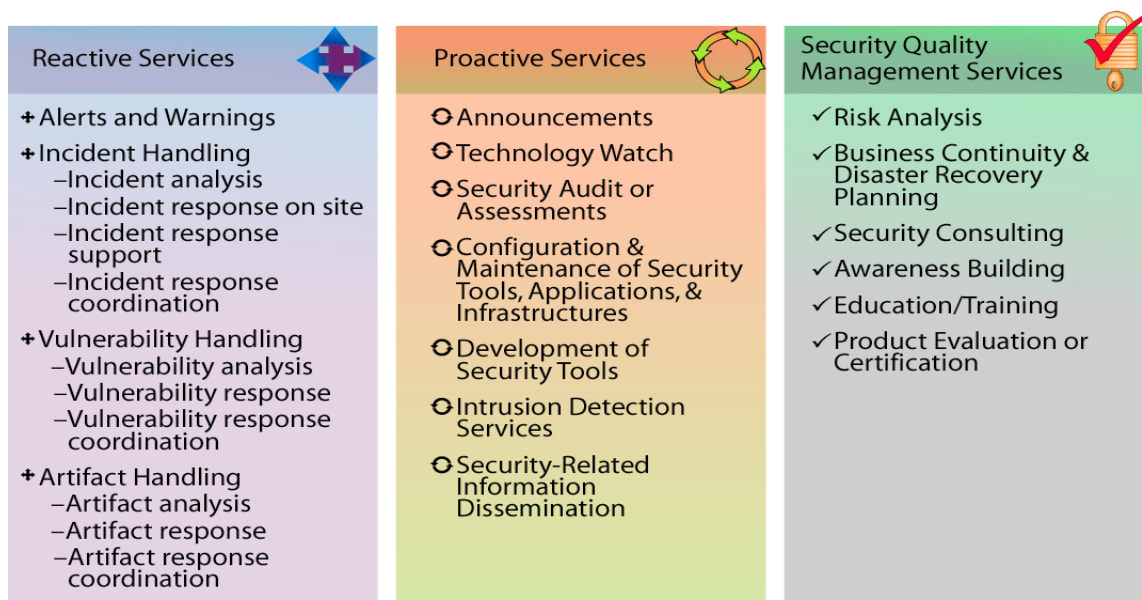 Reactive Services
Alerts and Warnings
Incident Handling
–Incident analysis
–Incident response on site
–Incident response
support
–Incident response
coordination
Vulnerability Handling
–Vulnerability analysis
–Vulnerability response
–Vulnerability response
coordination
Artifact Handling
–Artifact analysis
–Artifact response
–Artifact response
coordination
Proactive Services
Announcements
Technology Watch
Security Audit or
Assessments
Configuration &
Maintenance of Security
Tools, Applications, &
Infrastructures
Development of
Security Tools
Intrusion Detection
Services
Security-Related
Information
Dissemination
Security Quality
Management Services
Risk Analysis
Business Continuity &
Disaster Recovery
Planning
Security Consulting
Awareness Building
Education/Training
Product Evaluation or
Certification